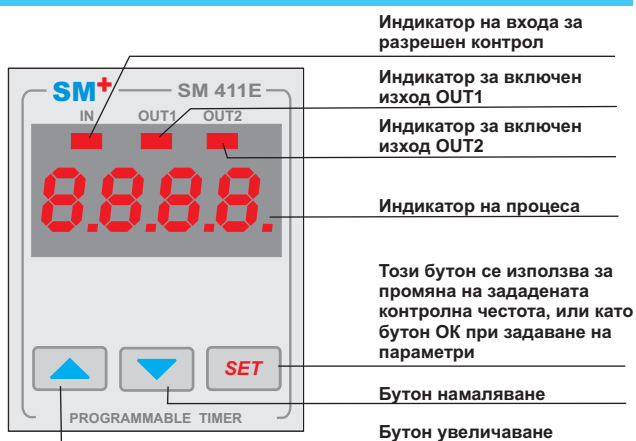 Индикатор на входа за
разрешен контрол
Индикатор за включен
изход OUT1
Индикатор за включен
изход OUT2
Индикатор на процеса
Този бутон се използва за
промяна на зададената
контролна честота, или като
бутон ОК при задаване на
параметри
Бутон намаляване
Бутон увеличаване
SM+ SM 411E
IN OUT1 OUT2
8.8.8.8.
SET
PROGRAMMABLE TIMER